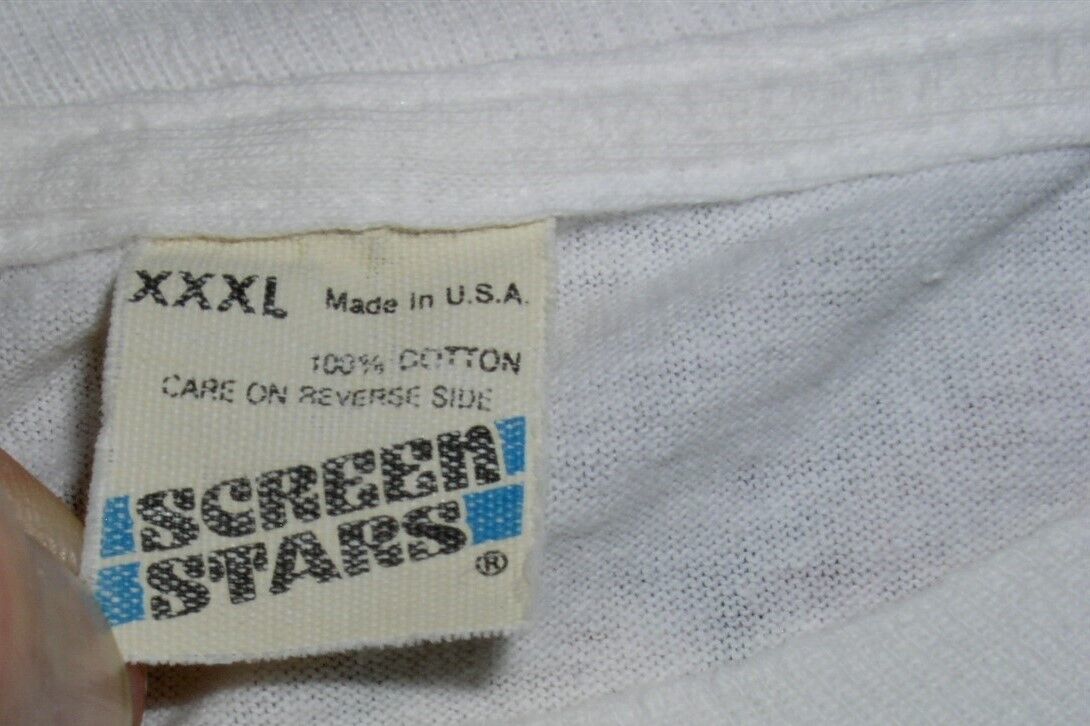 XXXL Made in U.S.A.
100% COTTON
CARE ON REVERSE SIDE
SCREEN
STARS ®